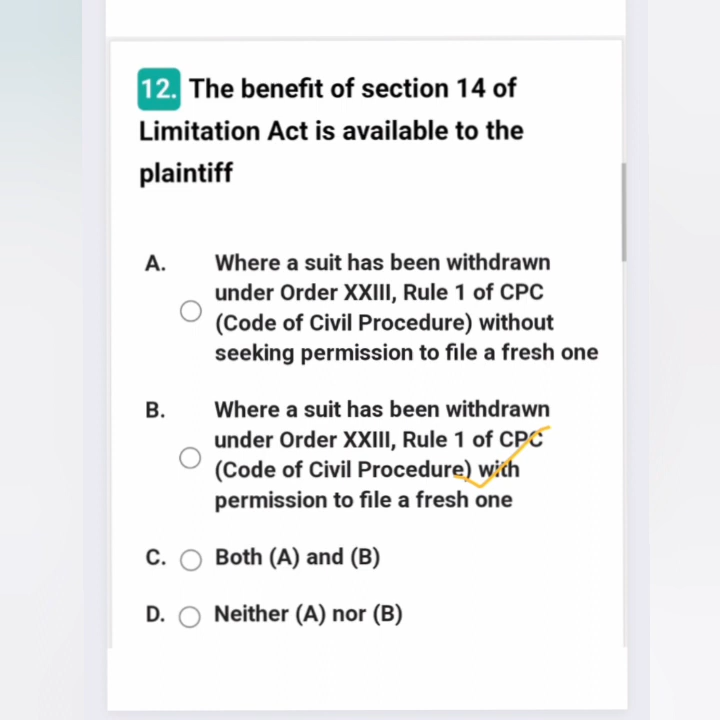 12. The benefit of section 14 of
Limitation Act is available to the
plaintiff
A. Where a suit has been withdrawn
under Order XXIII, Rule 1 of CPC
(Code of Civil Procedure) without
seeking permission to file a fresh one
B. Where a suit has been withdrawn
under Order XXIII, Rule 1 of CPC
(Code of Civil Procedure) with
permission to file a fresh one
C. Both (A) and (B)
D. Neither (A) nor (B)